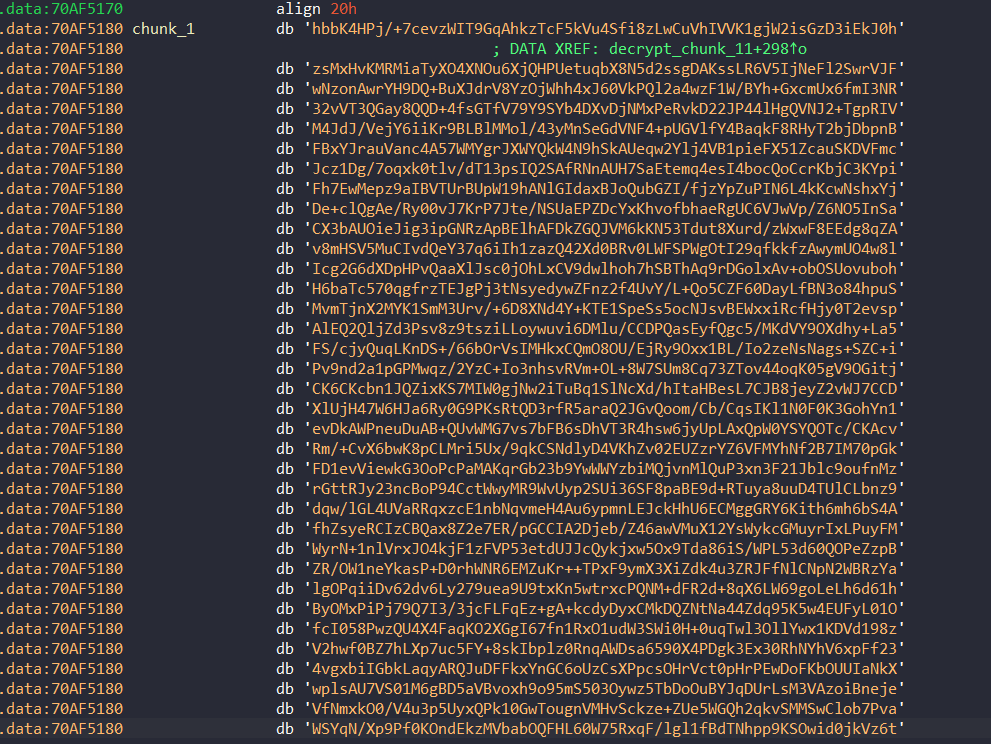 .data:70AF5170 align 20h
.data:70AF5180 chunk_1 db 'hbbK4HPj/+7cevzWIT9GqAhkzTcF5kVu4Sfi8zLwCuVhIVVK1gjW2isGzD3iEkJ0h'
.data:70AF5180 ; DATA XREF: decrypt_chunk_11+298↑o
.data:70AF5180 db 'zsMxHvKMRMiaTyXO4XNOu6XjQHPUetuqbX8N5d2ssgDAKssLR6V5IjNeFl2SwrVJF'
.data:70AF5180 db 'wNzonAwrYH9DQ+BuXJdrV8YzOjWhh4xJ60VkPQl2a4wzF1W/BYh+GxcmUx6fmI3NR'
.data:70AF5180 db '32vVT3QGay8QQD+4fsGTfV79Y9SYb4DXvDjNMxPeRvkD22JP44lHgQVNJ2+TgpRIV'
.data:70AF5180 db 'M4JdJ/VejY6iiKr9BLBlMMol/43yMnSeGdVNF4+pUGVlfY4BaqkF8RHyT2bjDbpnB'
.data:70AF5180 db 'FBxYJrauVanc4A57WMYgrJXWYQkW4N9hSkAUeqw2Ylj4VB1pieFX51ZcauSKDVFmc'
.data:70AF5180 db 'Jcz1Dg/7oqxk0tlv/dT13psIQ2SAfRNnAUH7SaEtemq4esI4bocQoCcrKbjC3KYpi'
.data:70AF5180 db 'Fh7EwMepz9aIBVTUrBUpW19hANlGIdaxBJoQubGZI/fjzYpZuPIN6L4kKcwNshxYj'
.data:70AF5180 db 'De+clQgAe/Ry00vJ7KrP7Jte/NSUaEPZDcYxKhvofbhaeRgUC6VJwVp/Z6NO5InSa'
.data:70AF5180 db 'CX3bAUOieJig3ipGNRzApBElhAFDkZGQJVM6kKN53Tdut8Xurd/zWxwF8EEdg8qZA'
.data:70AF5180 db 'v8mHSV5MuCIvdQeY37q6iIh1zazQ42Xd0BRv0LWFSPWgOtI29qfkkfzAwymUO4w8l'
.data:70AF5180 db 'Icg2G6dXDpHPvQaaXlJsc0jOhLxCV9dwlhoh7hSBThAq9rDGolxAv+obOSUovuboh'
.data:70AF5180 db 'H6baTc570qgfrzTEJgPj3tNsyedywZFnz2f4UvY/L+Qo5CZF60DayLfBN3o84hpuS'
.data:70AF5180 db 'MvmTjnX2MYK1SmM3Urv/+6D8XNd4Y+KTE1SpeSs5ocNJsvBEWxxiRcfHjy0T2evsp'
.data:70AF5180 db 'AlEQ2QljZd3Psv8z9tsziLLoywuvi6DMlu/CCDPQasEyfQgc5/MKdVY9OXdhy+La5'
.data:70AF5180 db 'FS/cjyQuqLKnDS+/66bOrVsIMHkxCQmO8OU/EjRy9Oxx1BL/Io2zeNsNags+SZC+i'
.data:70AF5180 db 'Pv9nd2a1pGPMwqz/2YzC+Io3nhsvRVm+OL+8W7SUm8Cq73ZTov44oqK05gV9OGitj'
.data:70AF5180 db 'CK6CKcbn1JQZixKS7MIW0gjNw2iTuBq1SlNcXd/hItaHBesL7CJB8jeyZ2vWJ7CCD'
.data:70AF5180 db 'XlUjH47W6HJa6Ry0G9PKsRtQD3rfR5araQ2JGvQoom/Cb/CqsIKl1N0F0K3GohYn1'
.data:70AF5180 db 'evDkAWPneuDuAB+QUvWMG7vs7bFB6sDhVT3R4hsw6jyUpLAxQpW0YSYQOTc/CKAcv'
.data:70AF5180 db 'Rm/+CvX6bwK8pCLMri5Ux/9qkCSNdlyD4VKhZv02EUZzrYZ6VFMYhNf2B7IM70pGk'
.data:70AF5180 db 'FD1evViewkG3OoPcPaMAKqrGb23b9YwWWYzbiMQjvnMlQuP3xn3F21Jblc9oufnMz'
.data:70AF5180 db 'rGttRJy23ncBoP94CctWwyMR9WvUyp2SUi36SF8paBE9d+RTuya8uuD4TUlCLbnz9'
.data:70AF5180 db 'dqw/lGL4UVaRRqxzcE1nbNqvmeH4Au6ypmnLEJckHhU6ECMggGRY6Kith6mh6bS4A'
.data:70AF5180 db 'fhZsyeRCIzCBQax8Z2e7ER/pGCCIA2Djeb/Z46awVMuX12YsWykcGMuyrIxLPuyFM'
.data:70AF5180 db 'WyrN+1nlVrxJO4kjF1zFVP53etdUJJcQykjxw5Ox9Tda86iS/WPL53d60QOPeZzpB'
.data:70AF5180 db 'ZR/OW1neYkasP+D0rhWNR6EMZuKr++TPxF9ymX3XiZdk4u3ZRJFfNlCNpN2WBRzYa'
.data:70AF5180 db 'lgOPqiiDv62dv6Ly279uea9U9txKn5wtrxcPQNM+dFR2d+8qX6LW69goLeLh6d61h'
.data:70AF5180 db 'ByOMxPiPj79Q7I3/3jcFLFqEz+gA+kcdyDyxCMkDQZNtNa44Zdq95K5w4EUFyL01O'
.data:70AF5180 db 'fcI058PwzQU4X4FaqKO2XGgI67fn1RxO1udW3SWi0H+0uqTwl3OllYwx1KDVd198z'
.data:70AF5180 db 'V2hwf0BZ7hLXp7uc5FY+8skIbplz0RnqAWDsa6590X4PDgk3Ex30RhNYhV6xpFf23'
.data:70AF5180 db '4vgxbiIGbkLaqyARQJuDFFkxYnGC6oUzCsXPpcsOHrVct0pHrPEwDoFKbOUUIaNkX'
.data:70AF5180 db 'wplsAU7VS01M6gBD5aVBvoxh9o95mS503Oywz5TbDoOuBYJqDUrLsM3VAzoiBneje'
.data:70AF5180 db 'VfNmxkO0/V4u3p5UyxQPk10GwTougnVMHvSckze+ZUe5WGQh2qkvSMMSwClob7Pva'
.data:70AF5180 db 'WSYqN/Xp9Pf0KOndEkzMVbabOQFHL60W75RxqF/lgl1fBdTNhpp9KSOwid0jkVz6t'